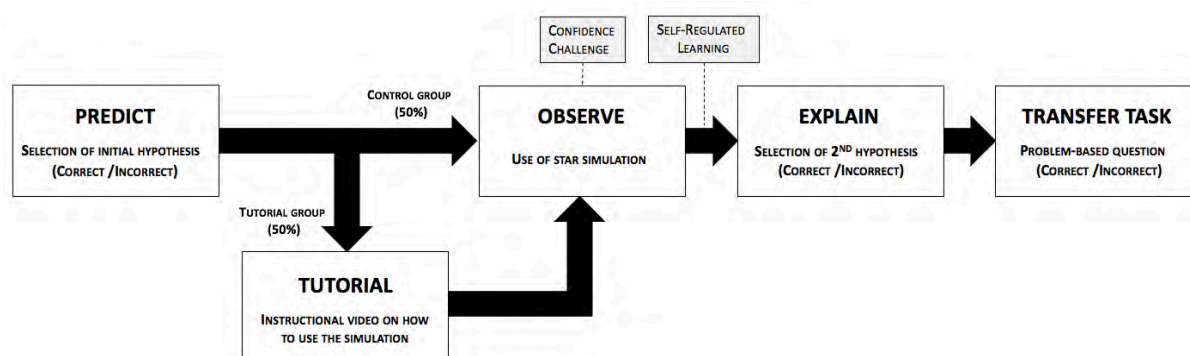 CONFIDENCE
CHALLENGE
SELF-REGULATED
LEARNING
PREDICT
SELECTION OF INITIAL HYPOTHESIS
(CORRECT /INCORRECT)
CONTROL GROUP
(50%)
OBSERVE
USE OF STAR SIMULATION
EXPLAIN
SELECTION OF 2ND HYPOTHESIS
(CORRECT /INCORRECT)
TRANSFER TASK
PROBLEM-BASED QUESTION
(CORRECT /INCORRECT)
TUTORIAL GROUP
(50%)
TUTORIAL
INSTRUCTIONAL VIDEO ON HOW
TO USE THE SIMULATION